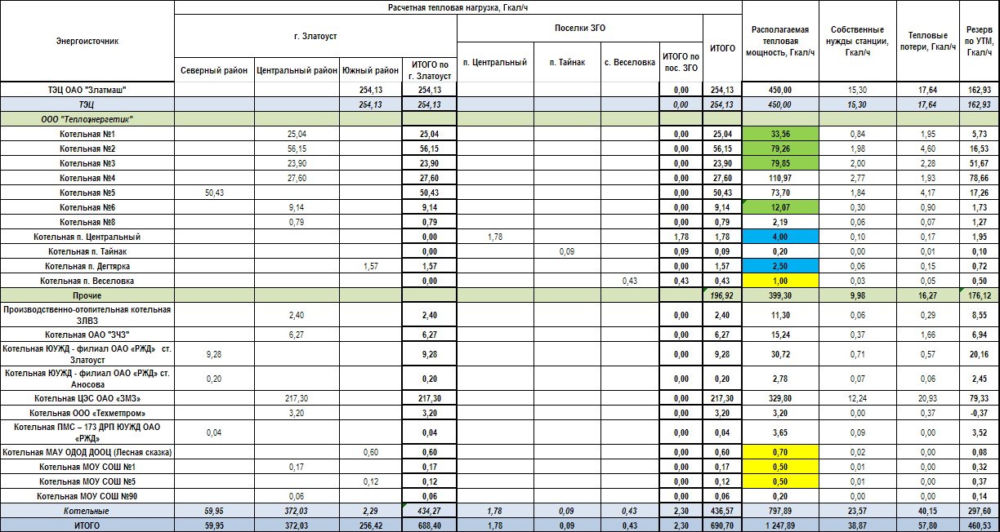 Энергоисточник
Расчетная тепловая нагрузка, Гкал/ч
г. Златоуст
Поселки ЗГО
Северный район Центральный район Южный район ИТОГО по г. Златоуст
п. Центральный п. Тайнак с. Веселовка ИТОГО по пос. ЗГО
ИТОГО
Располагаемая тепловая мощность, Гкал/ч
Собственные нужды станции, Гкал/ч
Тепловые потери, Гкал/ч
Резерв по УТМ, Гкал/ч
ТЭЦ ОАО "Златмаш" 254,13 254,13 0,00 254,13 450,00 15,30 17,64 162,93
ТЭЦ 254,13 254,13 0,00 254,13 450,00 15,30 17,64 162,93
ООО "Теплоэнергетик"
Котельная №1 25,04 25,04 0,00 25,04 33,56 0,84 1,95 5,73
Котельная №2 56,15 56,15 0,00 56,15 79,26 1,98 4,60 16,53
Котельная №3 23,90 23,90 0,00 23,90 79,85 2,00 2,28 51,67
Котельная №4 27,60 27,60 0,00 27,60 110,97 2,77 1,93 78,66
Котельная №5 50,43 50,43 0,00 50,43 73,70 1,84 4,17 17,26
Котельная №6 9,14 9,14 0,00 9,14 12,07 0,30 0,90 1,73
Котельная №8 0,79 0,79 0,00 0,79 2,19 0,06 0,07 1,27
Котельная п. Центральный 0,00 1,78 1,78 1,78 4,00 0,10 0,17 1,95
Котельная п. Тайнак 0,00 0,09 0,09 0,09 0,20 0,00 0,01 0,10
Котельная п. Дегтярка 1,57 1,57 0,00 1,57 2,50 0,06 0,15 0,72
Котельная п. Веселовка 0,00 0,43 0,43 0,43 1,00 0,03 0,05 0,50
Прочие 196,92 399,30 9,98 16,27 176,12
Производственно-отопительная котельная
ЗЛВЗ 2,40 2,40 0,00 2,40 11,30 0,06 0,29 8,55
Котельная ОАО "ЗЧЗ" 6,27 6,27 0,00 6,27 15,24 0,37 1,66 6,94
Котельная ЮУЖД - филиал ОАО «РЖД» ст.
Златоуст 9,28 9,28 0,00 9,28 30,72 0,71 0,57 20,16
Котельная ЮУЖД - филиал ОАО «РЖД» ст.
Аносова 0,20 0,20 0,00 0,20 2,78 0,07 0,06 2,45
Котельная ЦЭС ОАО «ЗМЗ» 217,30 217,30 0,00 217,30 329,80 12,24 20,93 79,33
Котельная ООО «Техметпром» 3,20 3,20 0,00 3,20 3,20 0,00 0,37 -0,37
Котельная ПМС – 173 ДРП ЮУЖД ОАО
«РЖД» 0,04 0,04 0,00 0,04 3,65 0,09 0,00 3,52
Котельная МАУ ОДОД ДООЦ (Лесная сказка) 0,60 0,60 0,00 0,60 0,70 0,02 0,00 0,08
Котельная МОУ СОШ №1 0,17 0,17 0,00 0,17 0,50 0,01 0,00 0,32
Котельная МОУ СОШ №5 0,12 0,12 0,00 0,12 0,50 0,01 0,00 0,37
Котельная МОУ СОШ №90 0,06 0,06 0,00 0,06 0,20 0,00 0,00 0,14
Котельные 59,95 372,03 2,29 434,27 1,78 0,09 0,43 2,30 436,57 797,89 23,57 40,15 297,60
ИТОГО 59,95 372,03 256,42 688,40 1,78 0,09 0,43 2,30 690,70 1 247,89 38,87 57,80 460,53